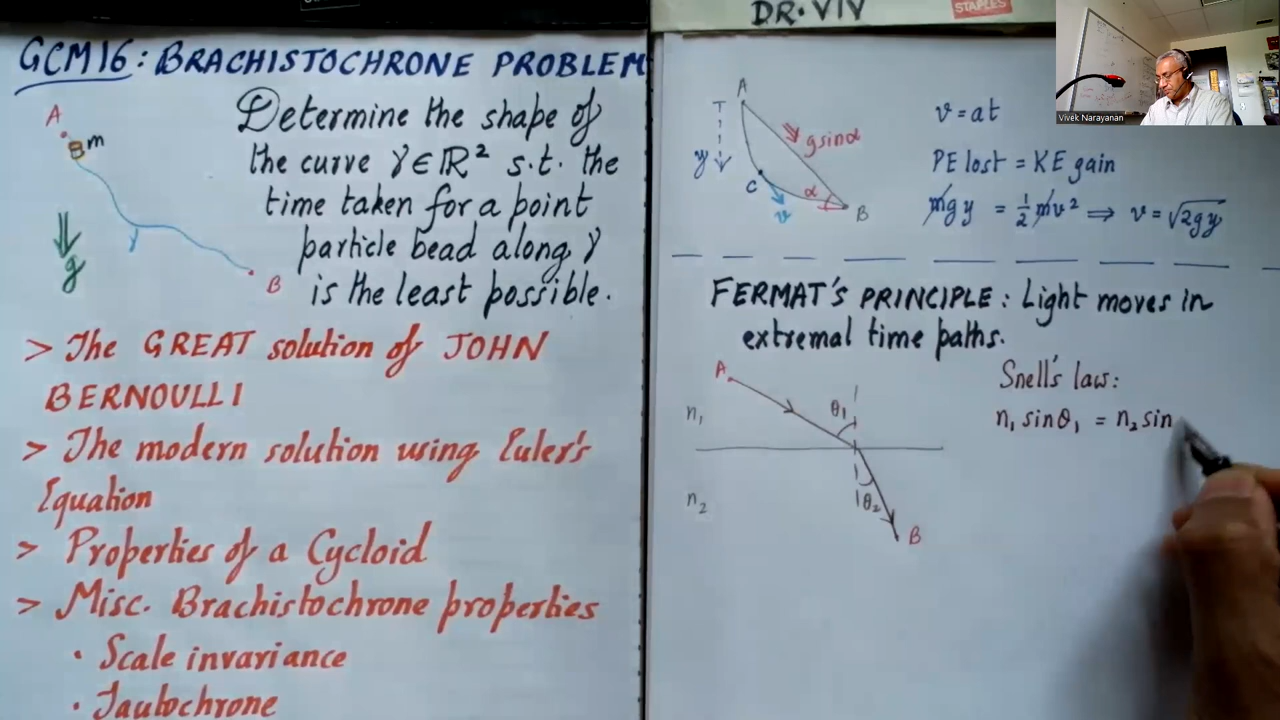 GCM16: BRACHISTOCHRONE PROBLEM
A
m
Determine the shape of
the curve γ∈ℝ² s.t. the
time taken for a point
particle bead along γ
is the least possible.
γ
g
B
> The GREAT solution of JOHN
BERNOULLI
> The modern solution using Euler's
Equation
> Properties of a Cycloid
> Misc. Brachistochrone properties
· Scale invariance
· Tautochrone
DR. VIV
STAPLES
Vivek Narayanan
A
y
g sinα
C
α
v
B
v = at
PE lost = KE gain
mgy = ½mv² ⟹ v = √2gy
FERMAT'S PRINCIPLE: Light moves in
extremal time paths.
A
n₁
θ₁
n₂
θ₂
B
Snell's law:
n₁ sinθ₁ = n₂ sin